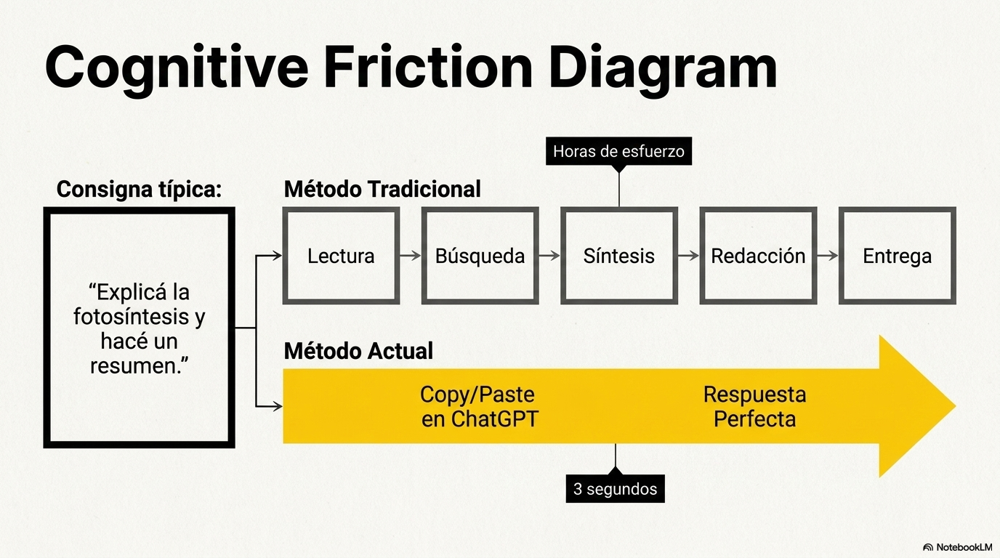 Cognitive Friction Diagram
Horas de esfuerzo
Consigna típica:
“Explicá la
fotosíntesis y
hacé un
resumen.”
Método Tradicional
Lectura
Búsqueda
Síntesis
Redacción
Entrega
Método Actual
Copy/Paste
en ChatGPT
Respuesta
Perfecta
3 segundos
NotebookLM